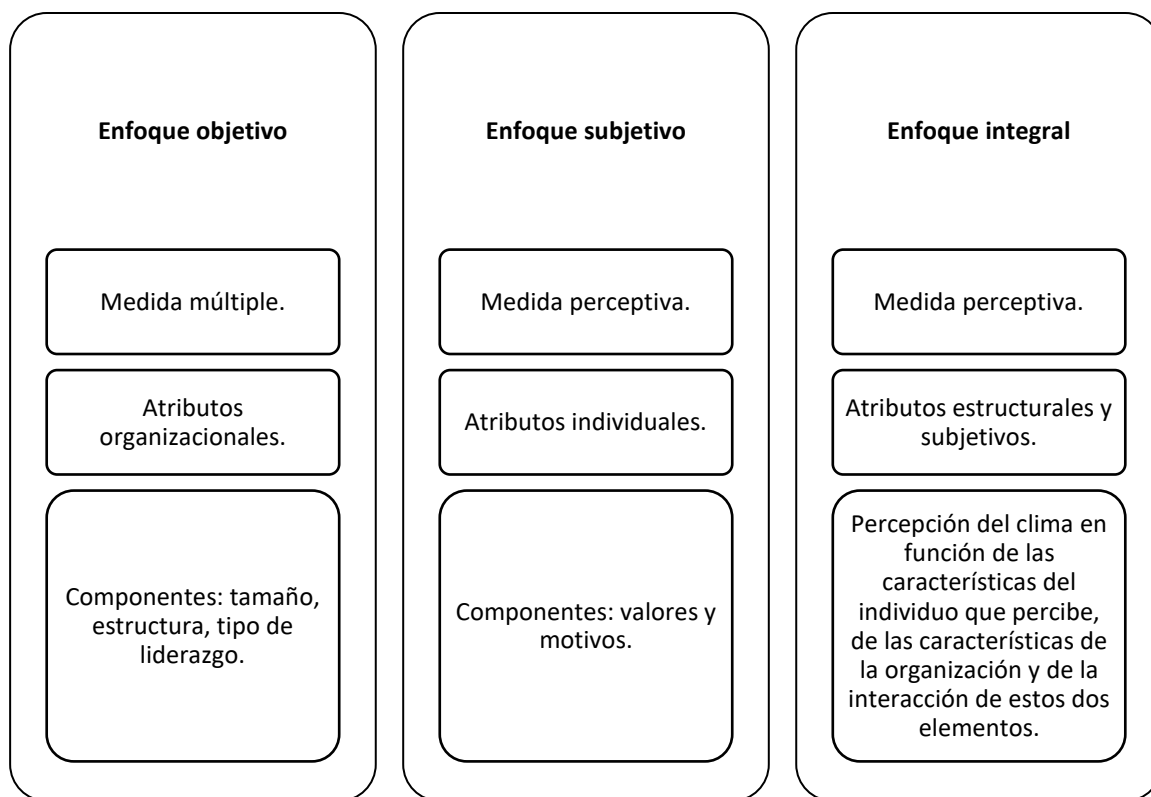 Enfoque objetivo
Medida múltiple.
Atributos
organizacionales.
Componentes: tamaño,
estructura, tipo de
liderazgo.
Enfoque subjetivo
Medida perceptiva.
Atributos individuales.
Componentes: valores y
motivos.
Enfoque integral
Medida perceptiva.
Atributos estructurales y
subjetivos.
Percepción del clima en
función de las
características del
individuo que percibe,
de las características de
la organización y de la
interacción de estos dos
elementos.